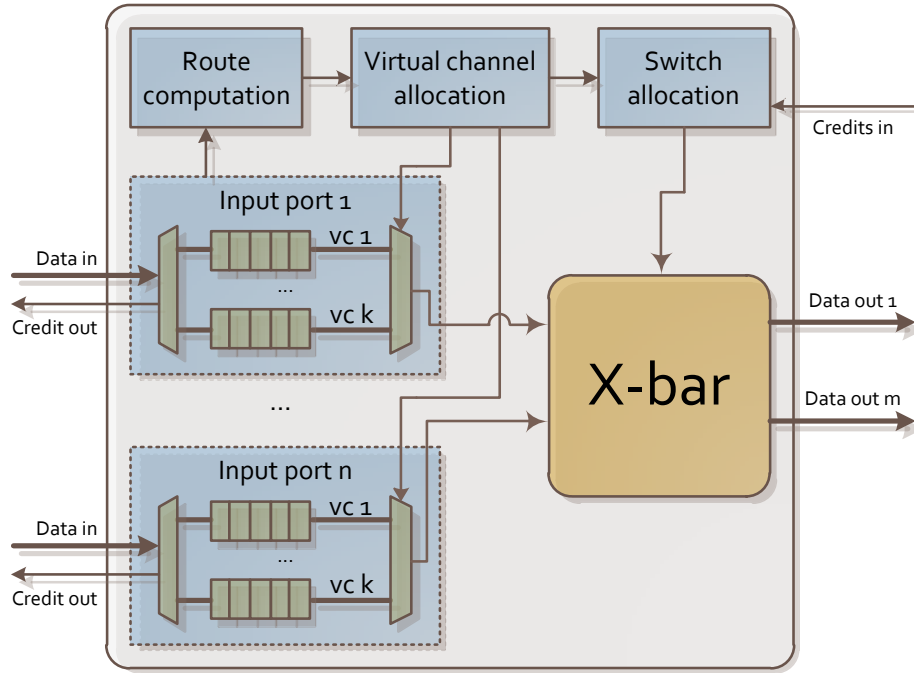 Route
computation
Virtual channel
allocation
Switch
allocation
Credits in
Input port 1
vc 1
...
vc k
Data in
Credit out
Data out 1
X-bar
Data out m
...
Input port n
vc 1
...
vc k
Data in
Credit out